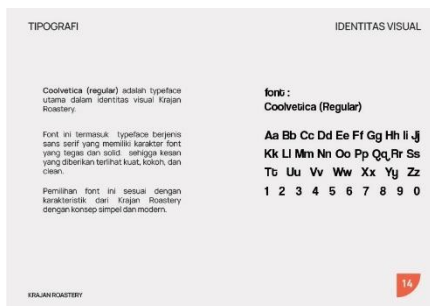 TIPOGRAFI
IDENTITAS VISUAL
Coolvetica (regular) adalah typeface
utama dalam identitas visual Krajan
Roastery.
Font ini termasuk typeface berjenis
sans serif yang memiliki karakter font
yang tegas dan solid sehigga kesan
yang diberikan terlihat kuat, kokoh, dan
clean.
Pemilihan font ini sesuai dengan
karakteristik dari Krajan Roastery
dengan konsep simpel dan modern.
font :
Coolvetica (Regular)
Aa Bb Cc Dd Ee Ff Gg Hh Ii Jj
Kk Ll Mm Nn Oo Pp Qq Rr Ss
Tt Uu Vv Ww Xx Yy Zz
1 2 3 4 5 6 7 8 9 0
KRAJAN ROASTERY
14